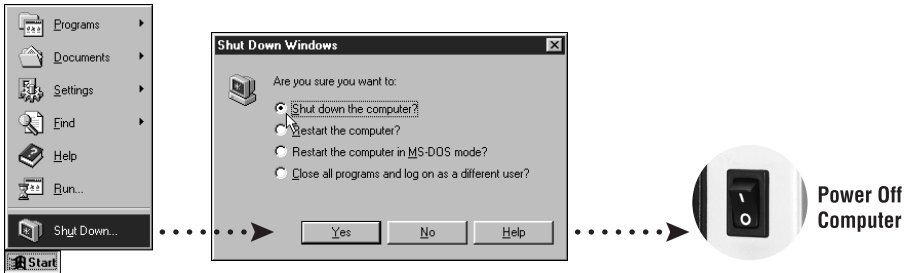 Programs
Documents
Settings
Find
Help
Run...
Shut Down...
Start
Shut Down Windows
Are you sure you want to:
Shut down the computer?
Restart the computer?
Restart the computer in MS-DOS mode?
Close all programs and log on as a different user?
Yes
No
Help
Power Off
Computer